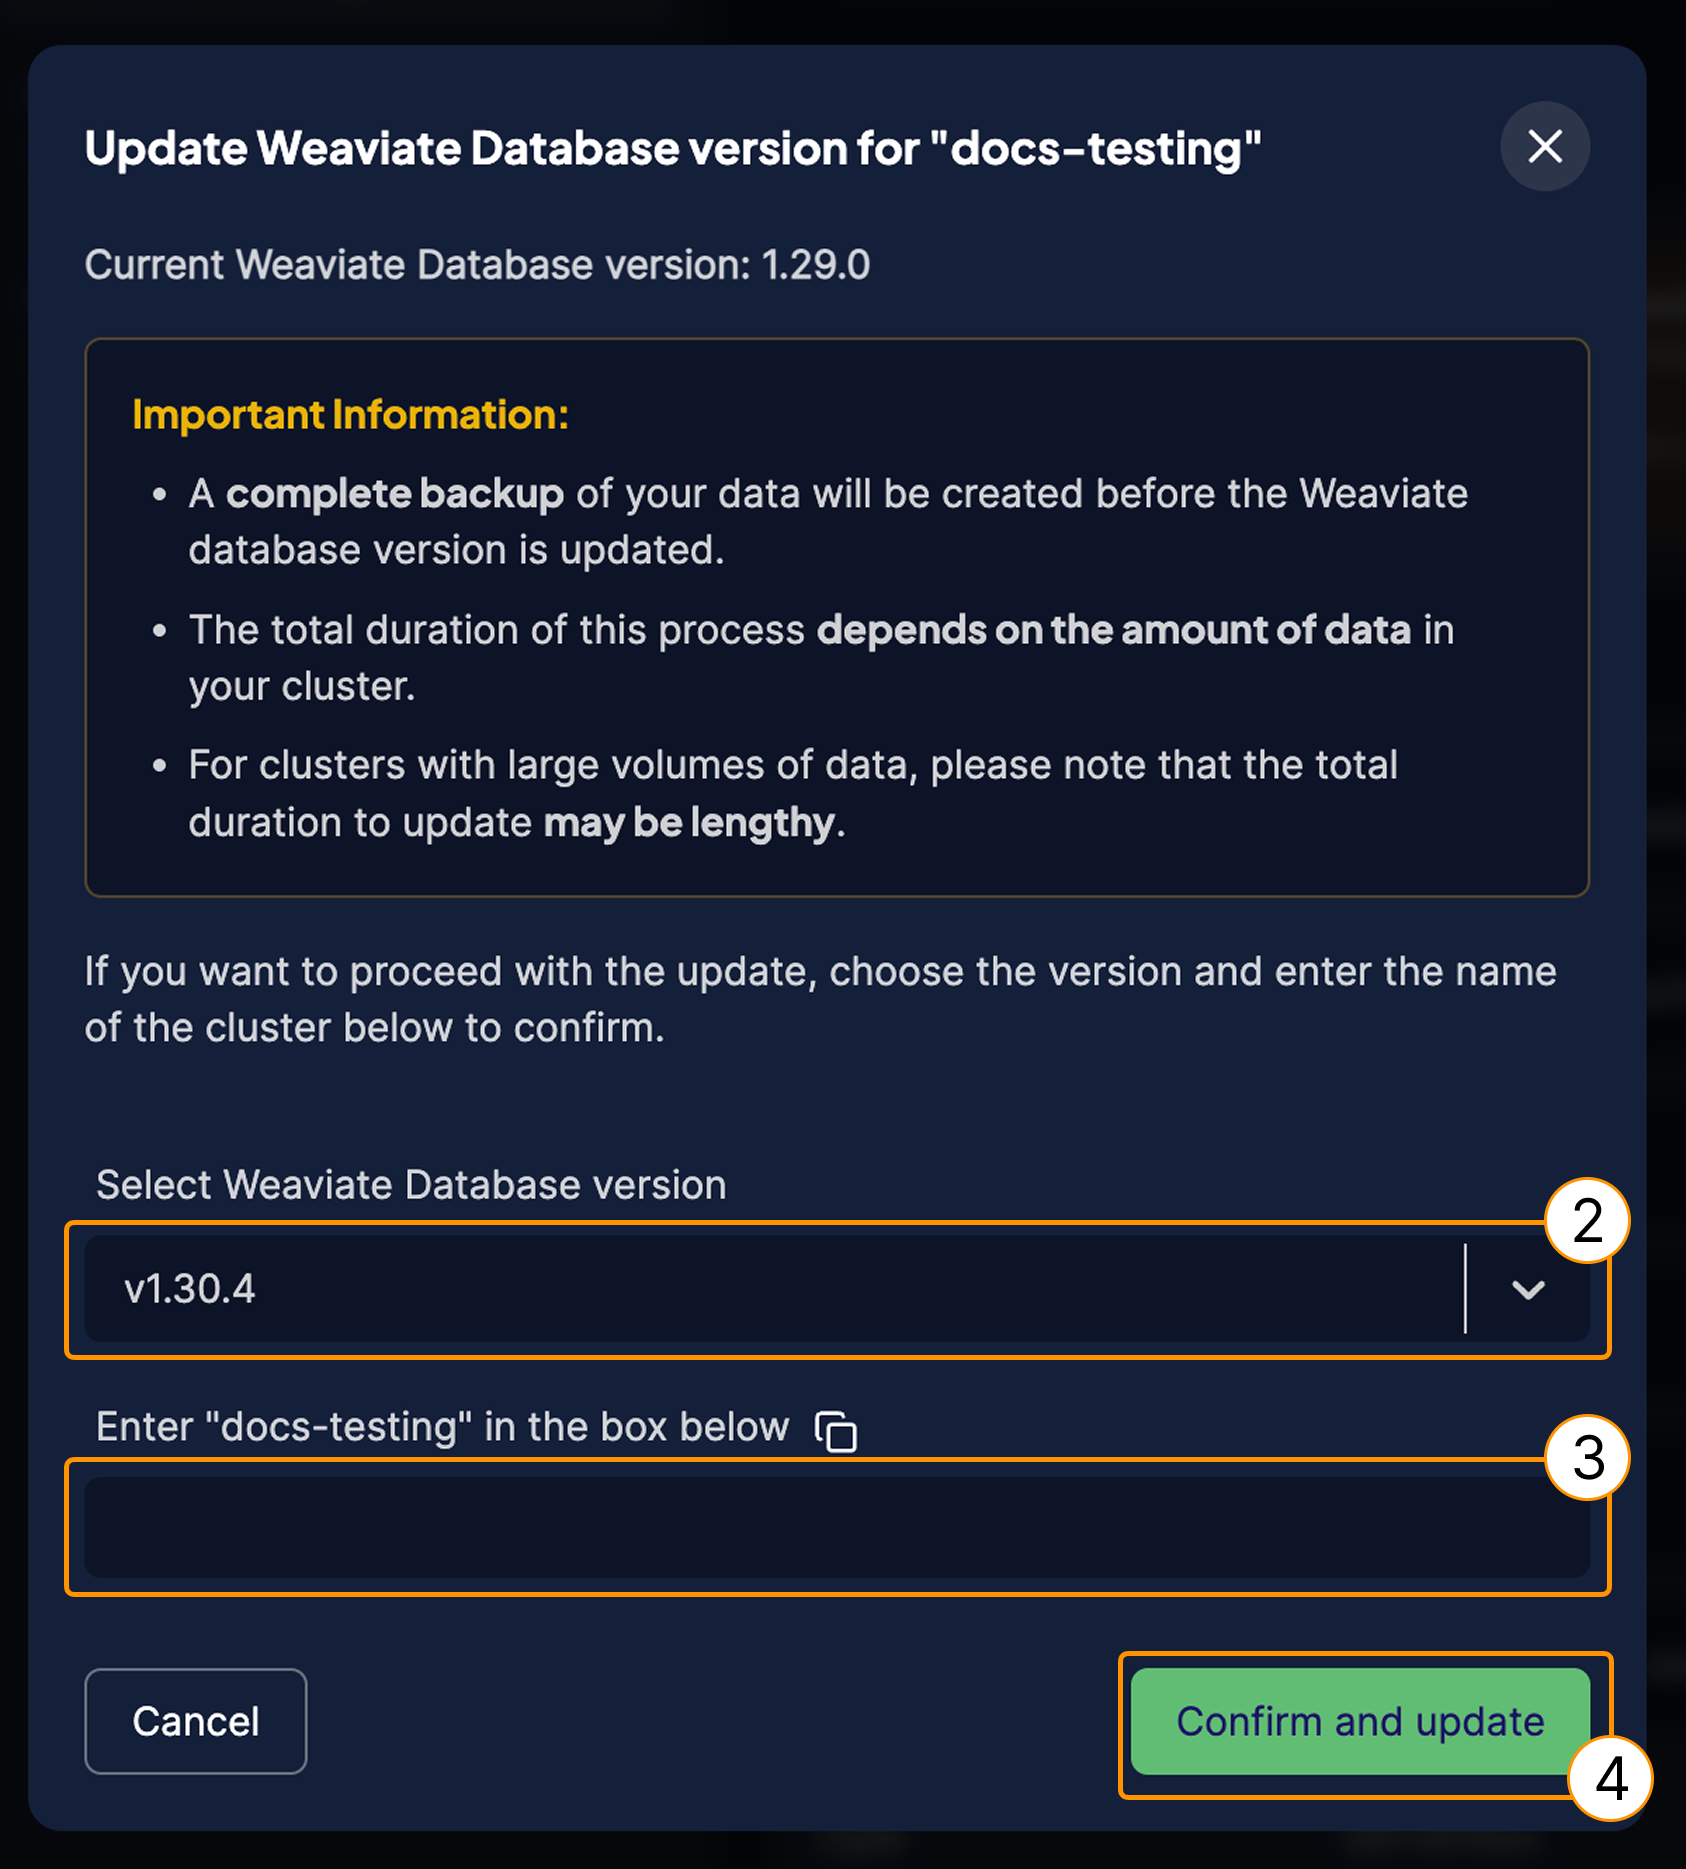 Update Weaviate Database version for "docs-testing"
Current Weaviate Database version: 1.29.0
Important Information:
• A complete backup of your data will be created before the Weaviate
database version is updated.
• The total duration of this process depends on the amount of data in
your cluster.
• For clusters with large volumes of data, please note that the total
duration to update may be lengthy.
If you want to proceed with the update, choose the version and enter the name
of the cluster below to confirm.
Select Weaviate Database version
2
v1.30.4
Enter "docs-testing" in the box below
3
Cancel
Confirm and update
4